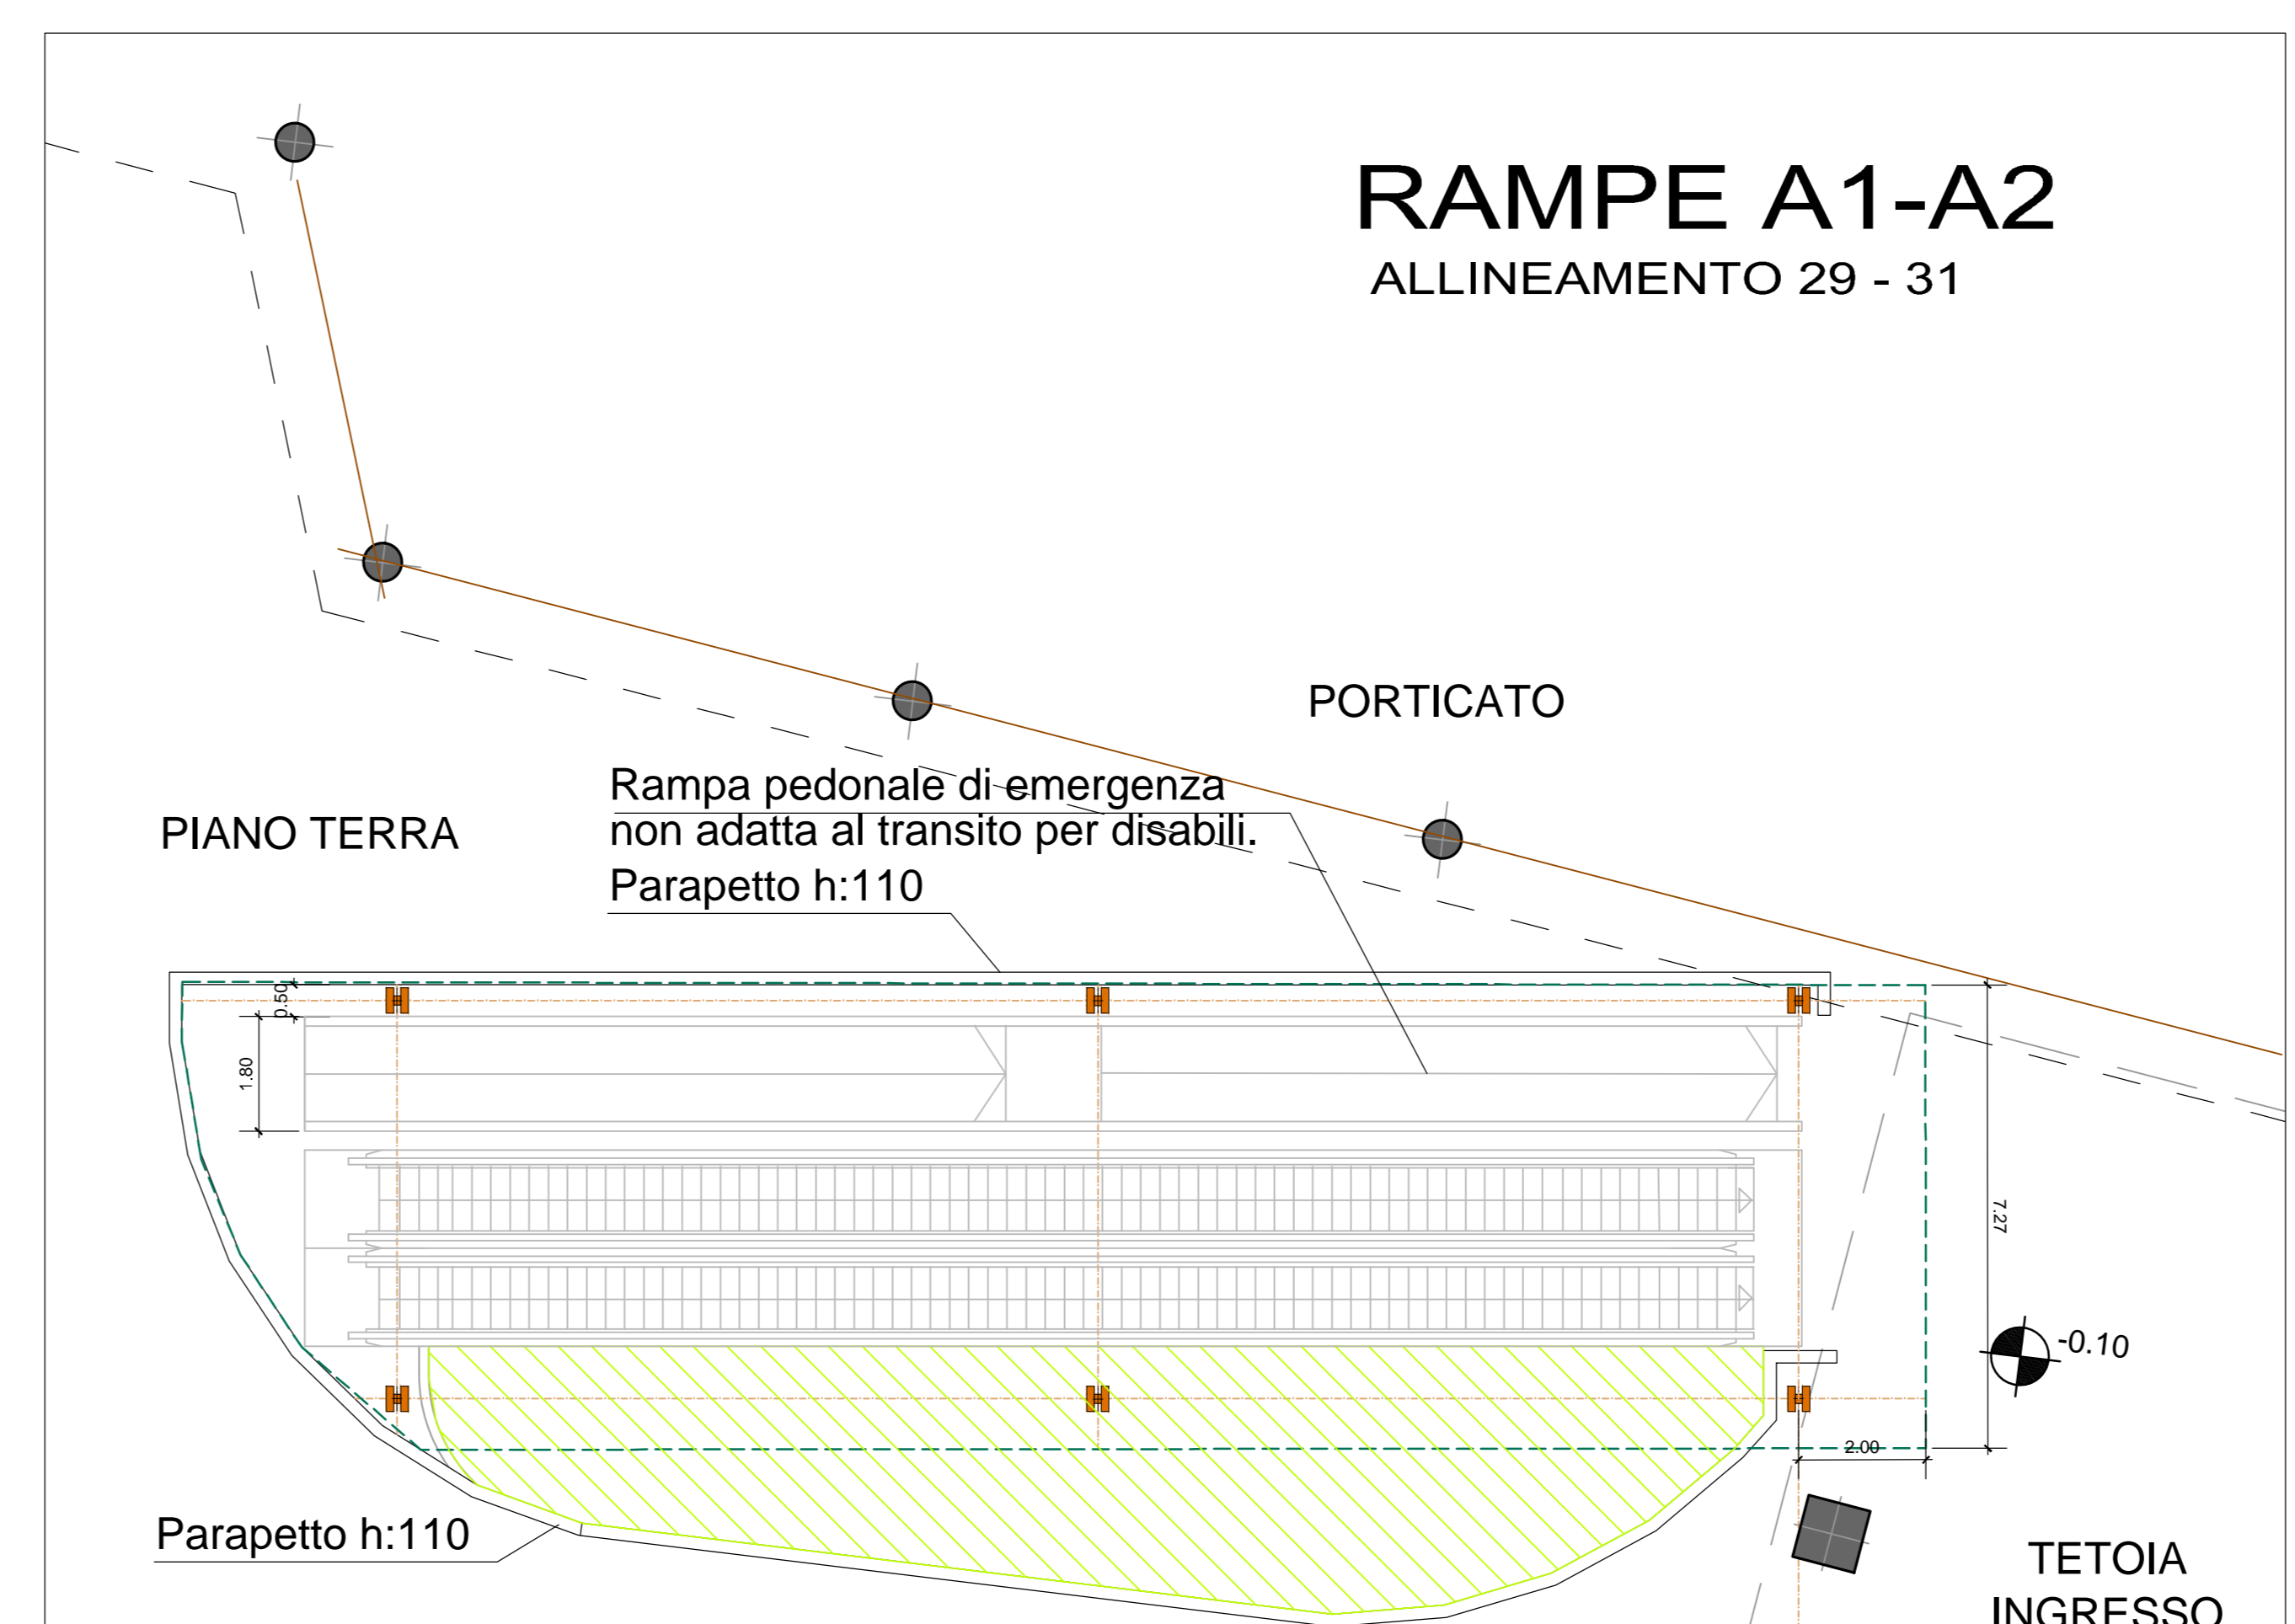 RAMPE A1-A2
ALLINEAMENTO 29 - 31
PORTICATO
Rampa pedonale di emergenza
non adatta al transito per disabili.
PIANO TERRA
Parapetto h:110
0.50
1.80
7.27
-0.10
2.00
Parapetto h:110
TETOIA
INGRESSO